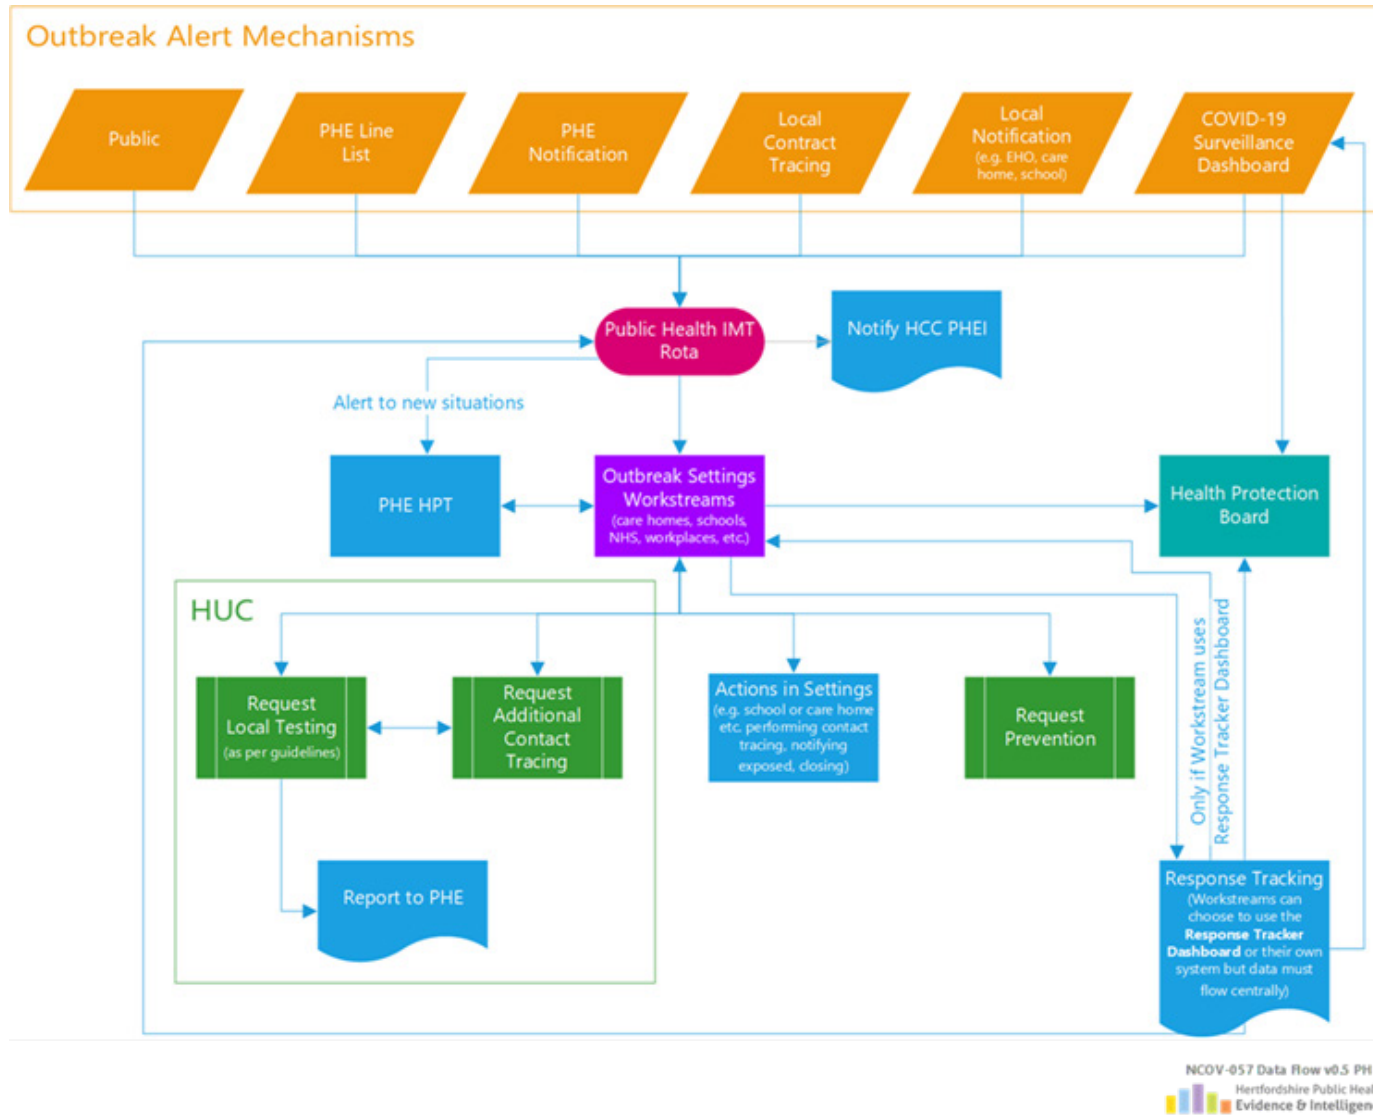 Outbreak Alert Mechanisms
Public
PHE Line
List
PHE
Notification
Local
Contract
Tracing
Local
Notification
(e.g. EHO, care
home, school)
COVID-19
Surveillance
Dashboard
Public Health IMT
Rota
Notify HCC PHEI
Alert to new situations
PHE HPT
Outbreak Settings
Workstreams
(care homes, schools,
NHS, workplaces, etc.)
Health Protection
Board
HUC
Request
Local Testing
(as per guidelines)
Request
Additional
Contact
Tracing
Actions in Settings
(e.g. school or care home
etc. performing contact
tracing, notifying
exposed, closing)
Request
Prevention
Only if Workstream uses
Response Tracker Dashboard
Report to PHE
Response Tracking
(Workstreams can
choose to use the
Response Tracker
Dashboard or their own
system but data must
flow centrally)
NCOV-057 Data Flow v0.5 PH
Hertfordshire Public Heal
Evidence & Intelligen